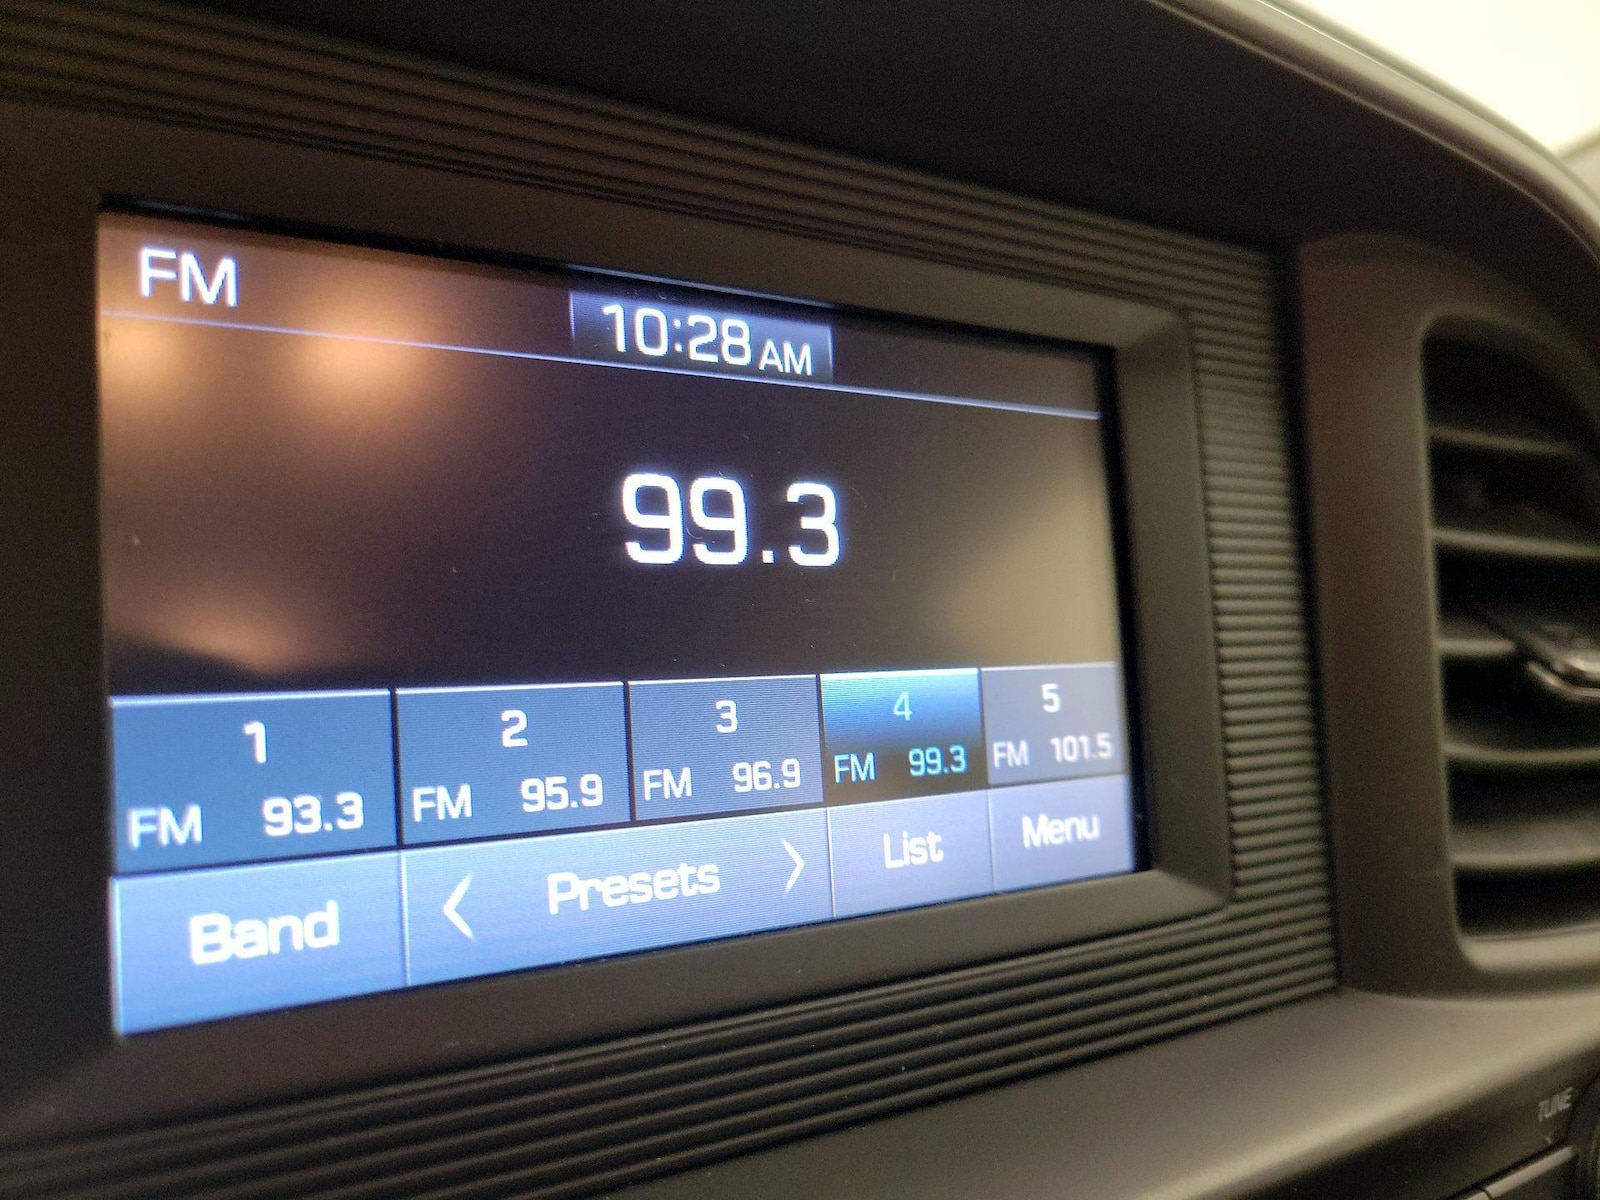 FM
10:28 AM
99.3
1 2 3 4 5
FM 93.3 FM 95.9 FM 96.9 FM 99.3 FM 101.5
Band < Presets > List Menu
TUNE